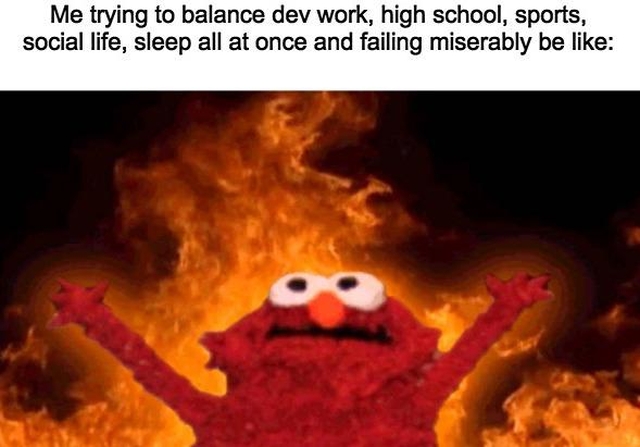 Me trying to balance dev work, high school, sports,
social life, sleep all at once and failing miserably be like: